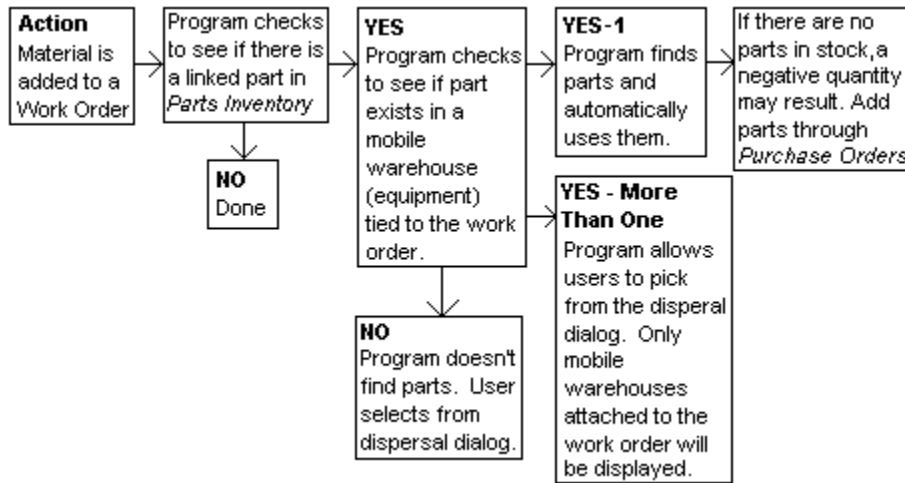 Action
Material is
added to a
Work Order
Program checks
to see if there is
a linked part in
Parts Inventory
NO
Done
YES
Program checks
to see if part
exists in a
mobile
warehouse
(equipment)
tied to the work
order.
NO
Program doesn't
find parts.  User
selects from
dispersal dialog.
YES-1
Program finds
parts and
automatically
uses them.
If there are no
parts in stock,a
negative quantity
may result. Add
parts through
Purchase Orders
YES - More
Than One
Program allows
users to pick
from the disperal
dialog.  Only
mobile
warehouses
attached to the
work order will
be displayed.